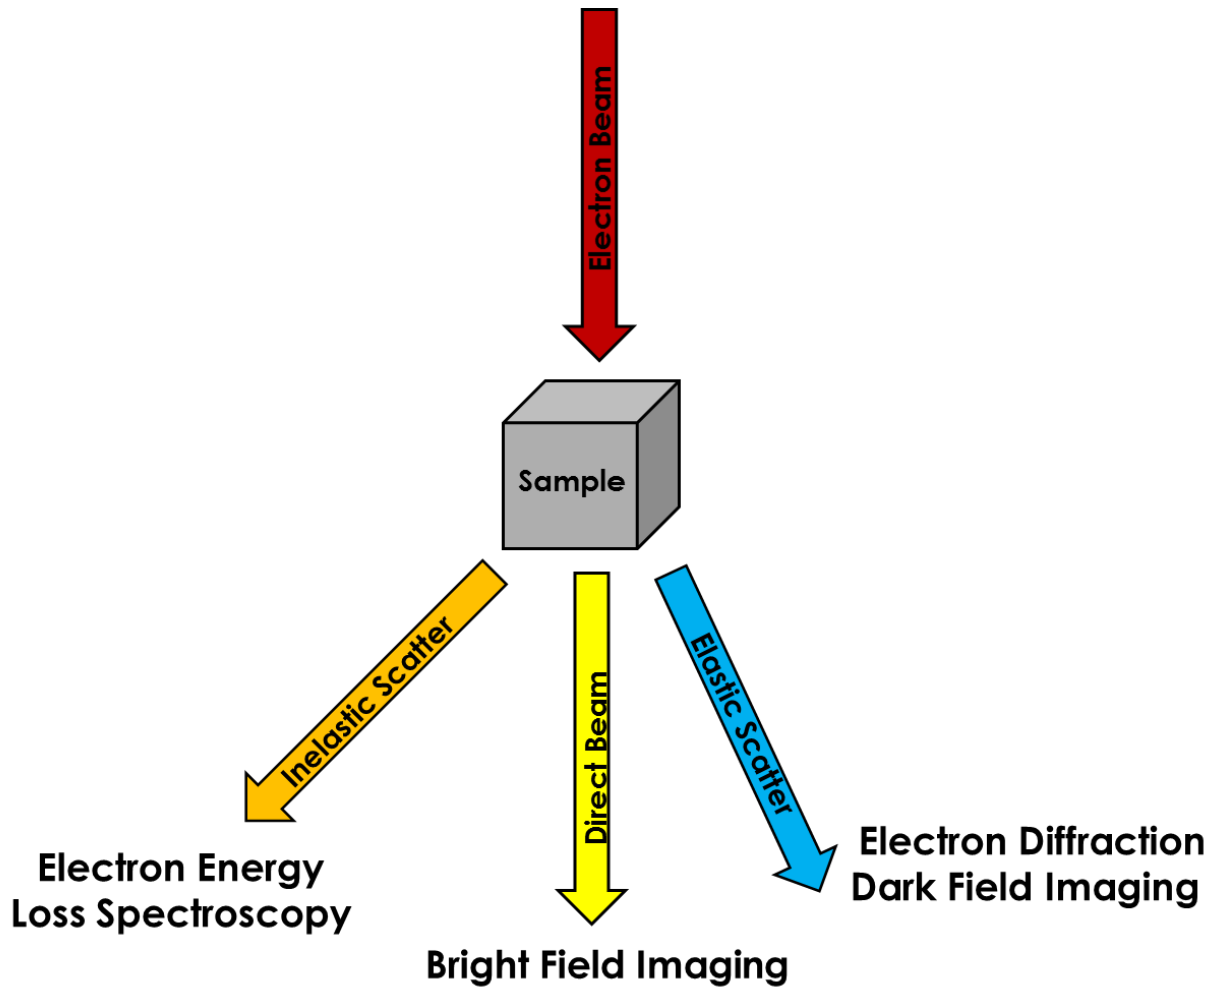 Electron Beam
Sample
Inelastic Scatter
Direct Beam
Elastic Scatter
Electron Energy
Loss Spectroscopy
Bright Field Imaging
Electron Diffraction
Dark Field Imaging